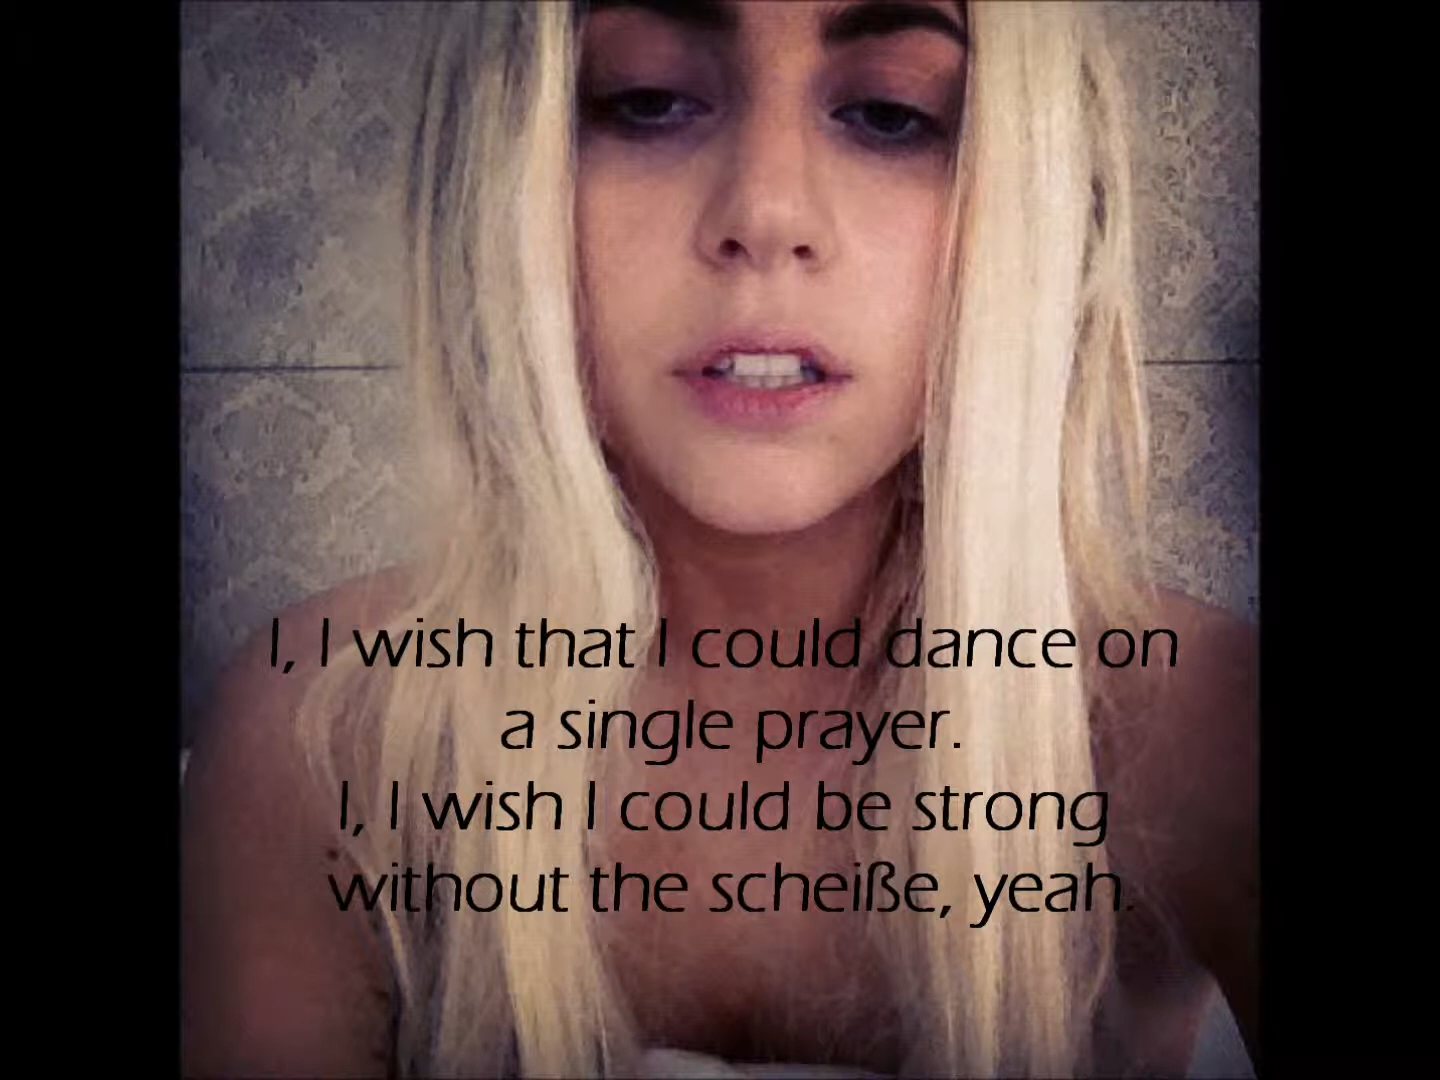 I, I wish that I could dance on
a single prayer.
I, I wish I could be strong
without the scheiße, yeah.